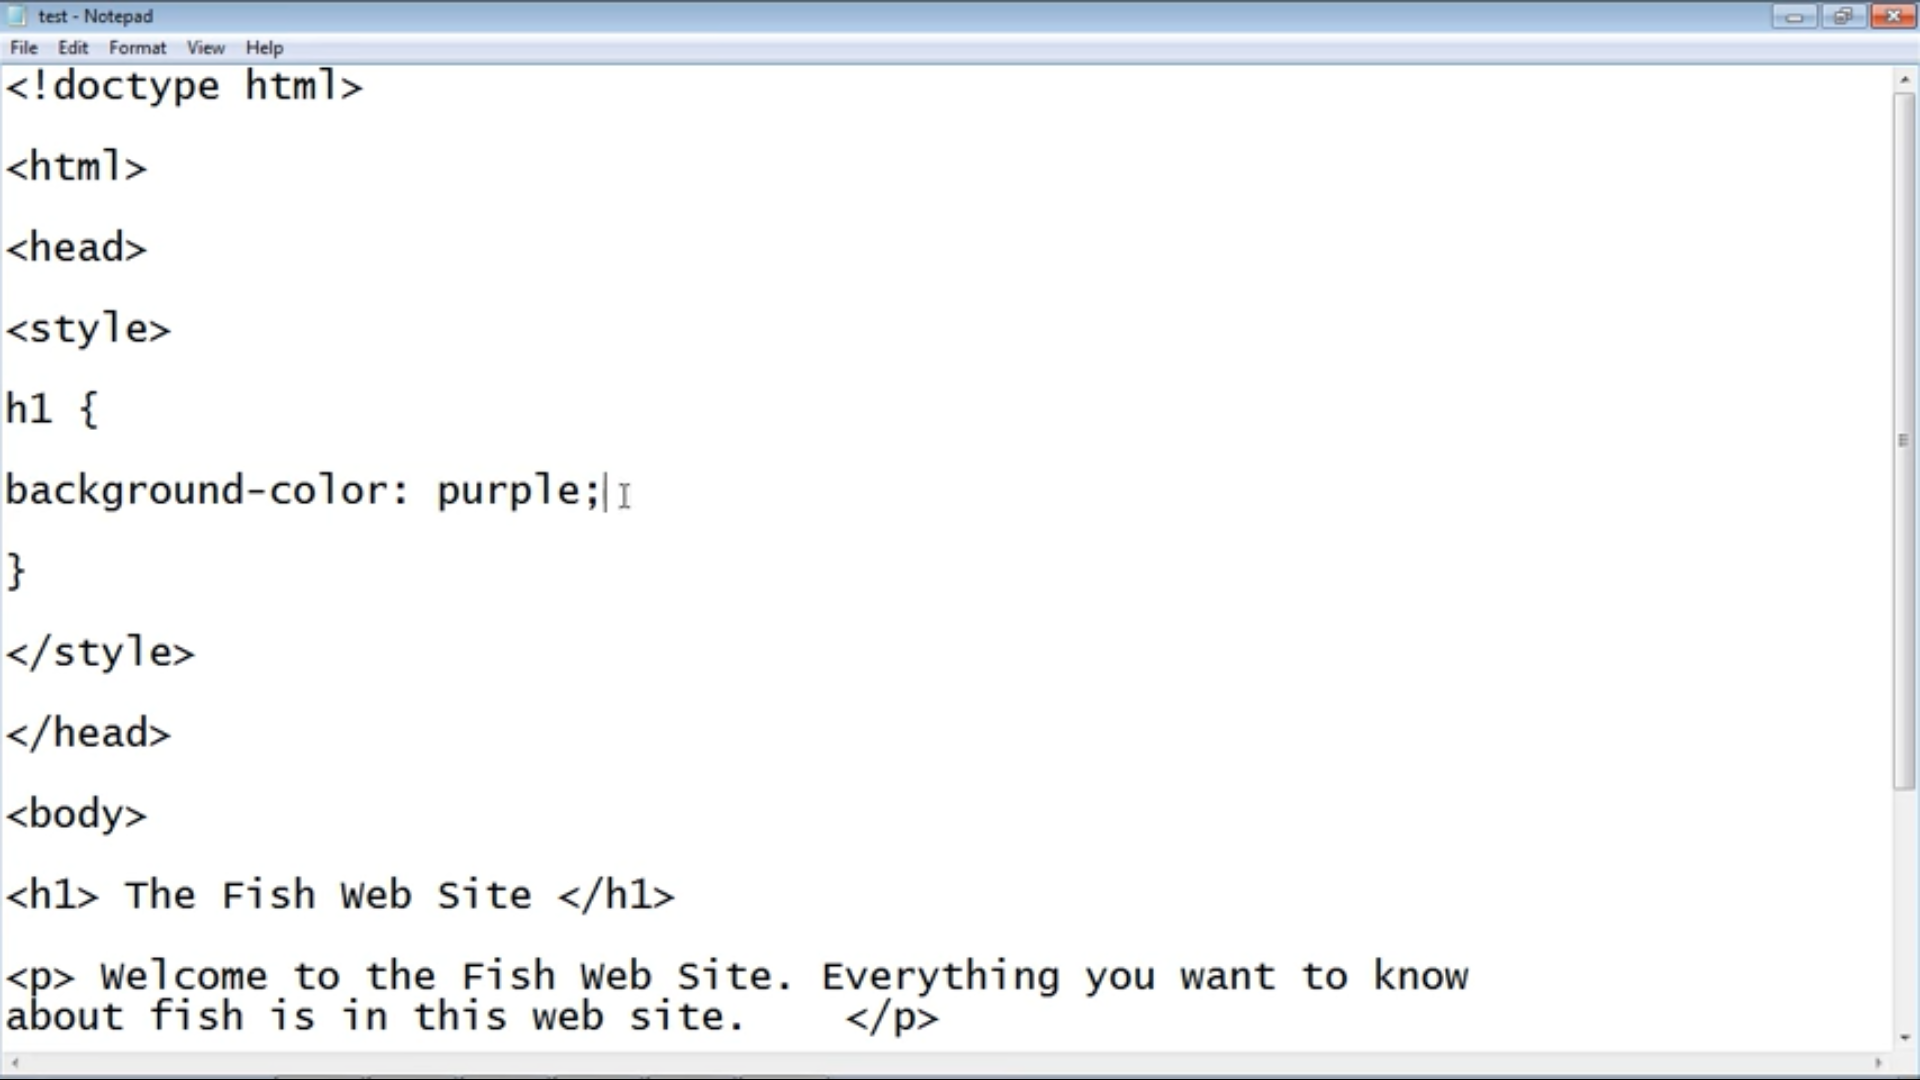 test - Notepad
File Edit Format View Help
<!doctype html>
<html>
<head>
<style>
h1 {
background-color: purple;
}
</style>
</head>
<body>
<h1> The Fish Web Site </h1>
<p> Welcome to the Fish Web Site. Everything you want to know
about fish is in this web site.    </p>